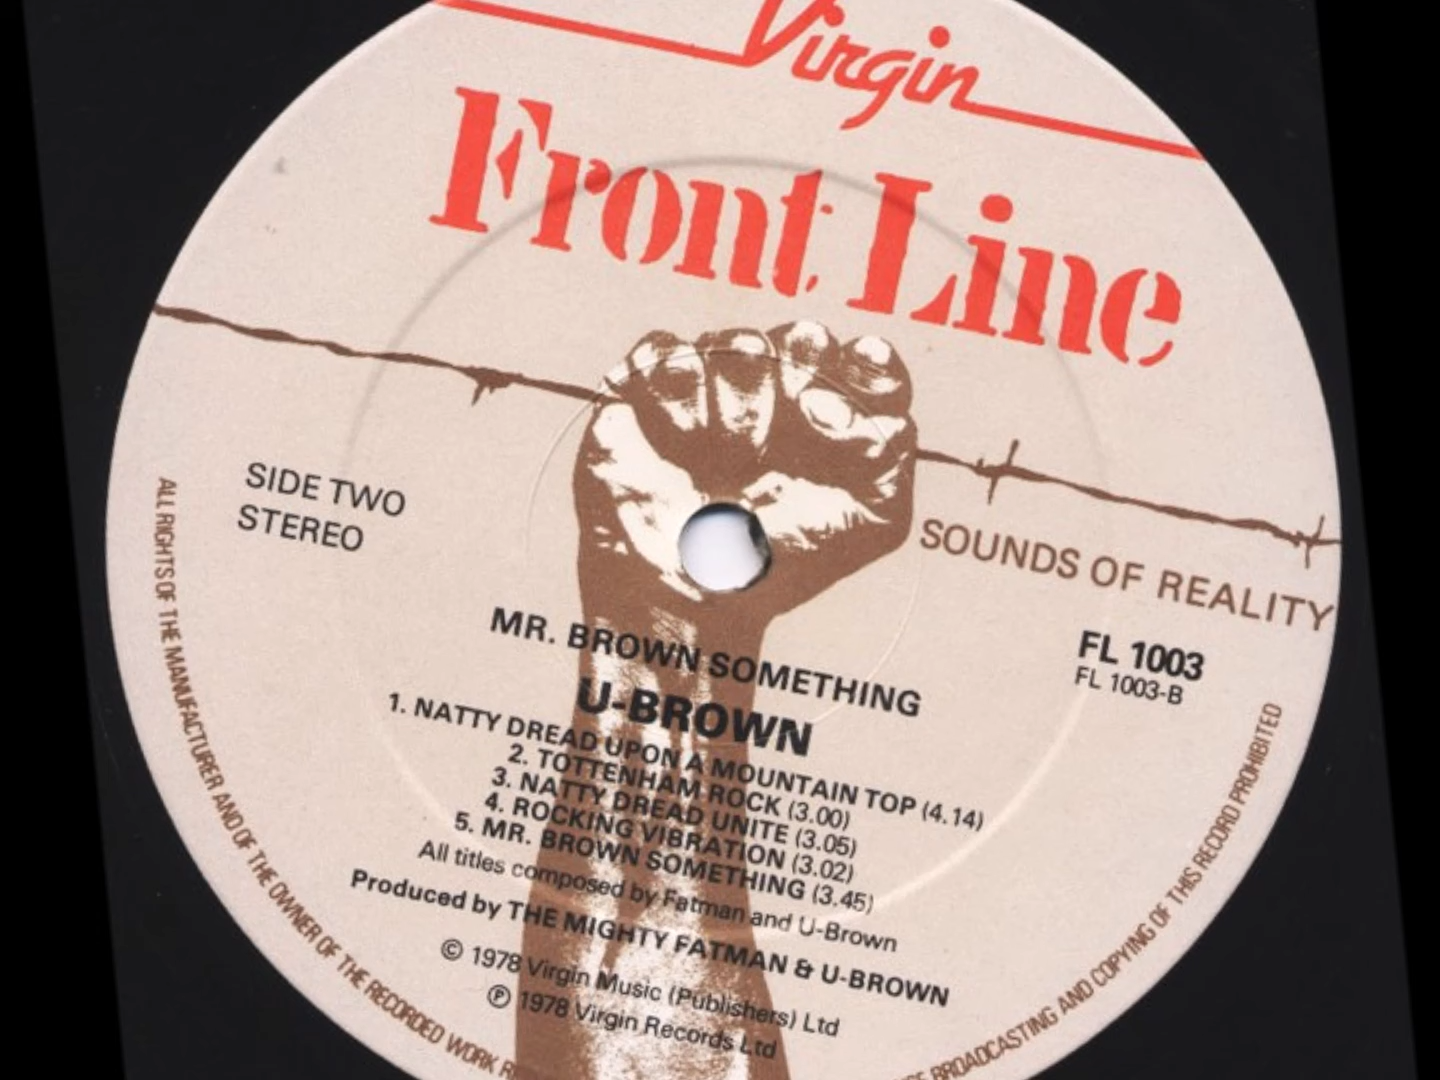 Virgin
Front Line
SIDE TWO
STEREO
SOUNDS OF REALITY
FL 1003
FL 1003-B
MR. BROWN SOMETHING
U-BROWN
1. NATTY DREAD UPON A MOUNTAIN TOP (4.14)
2. TOTTENHAM ROCK (3.00)
3. NATTY DREAD UNITE (3.05)
4. ROCKING VIBRATION (3.02)
5. MR. BROWN SOMETHING (3.45)
All titles composed by Fatman and U-Brown
Produced by THE MIGHTY FATMAN & U-BROWN
© 1978 Virgin Music (Publishers) Ltd
℗ 1978 Virgin Records Ltd
ALL RIGHTS OF THE MANUFACTURER AND OF THE OWNER OF THE RECORDED WORK
BROADCASTING AND COPYING OF THIS RECORD PROHIBITED